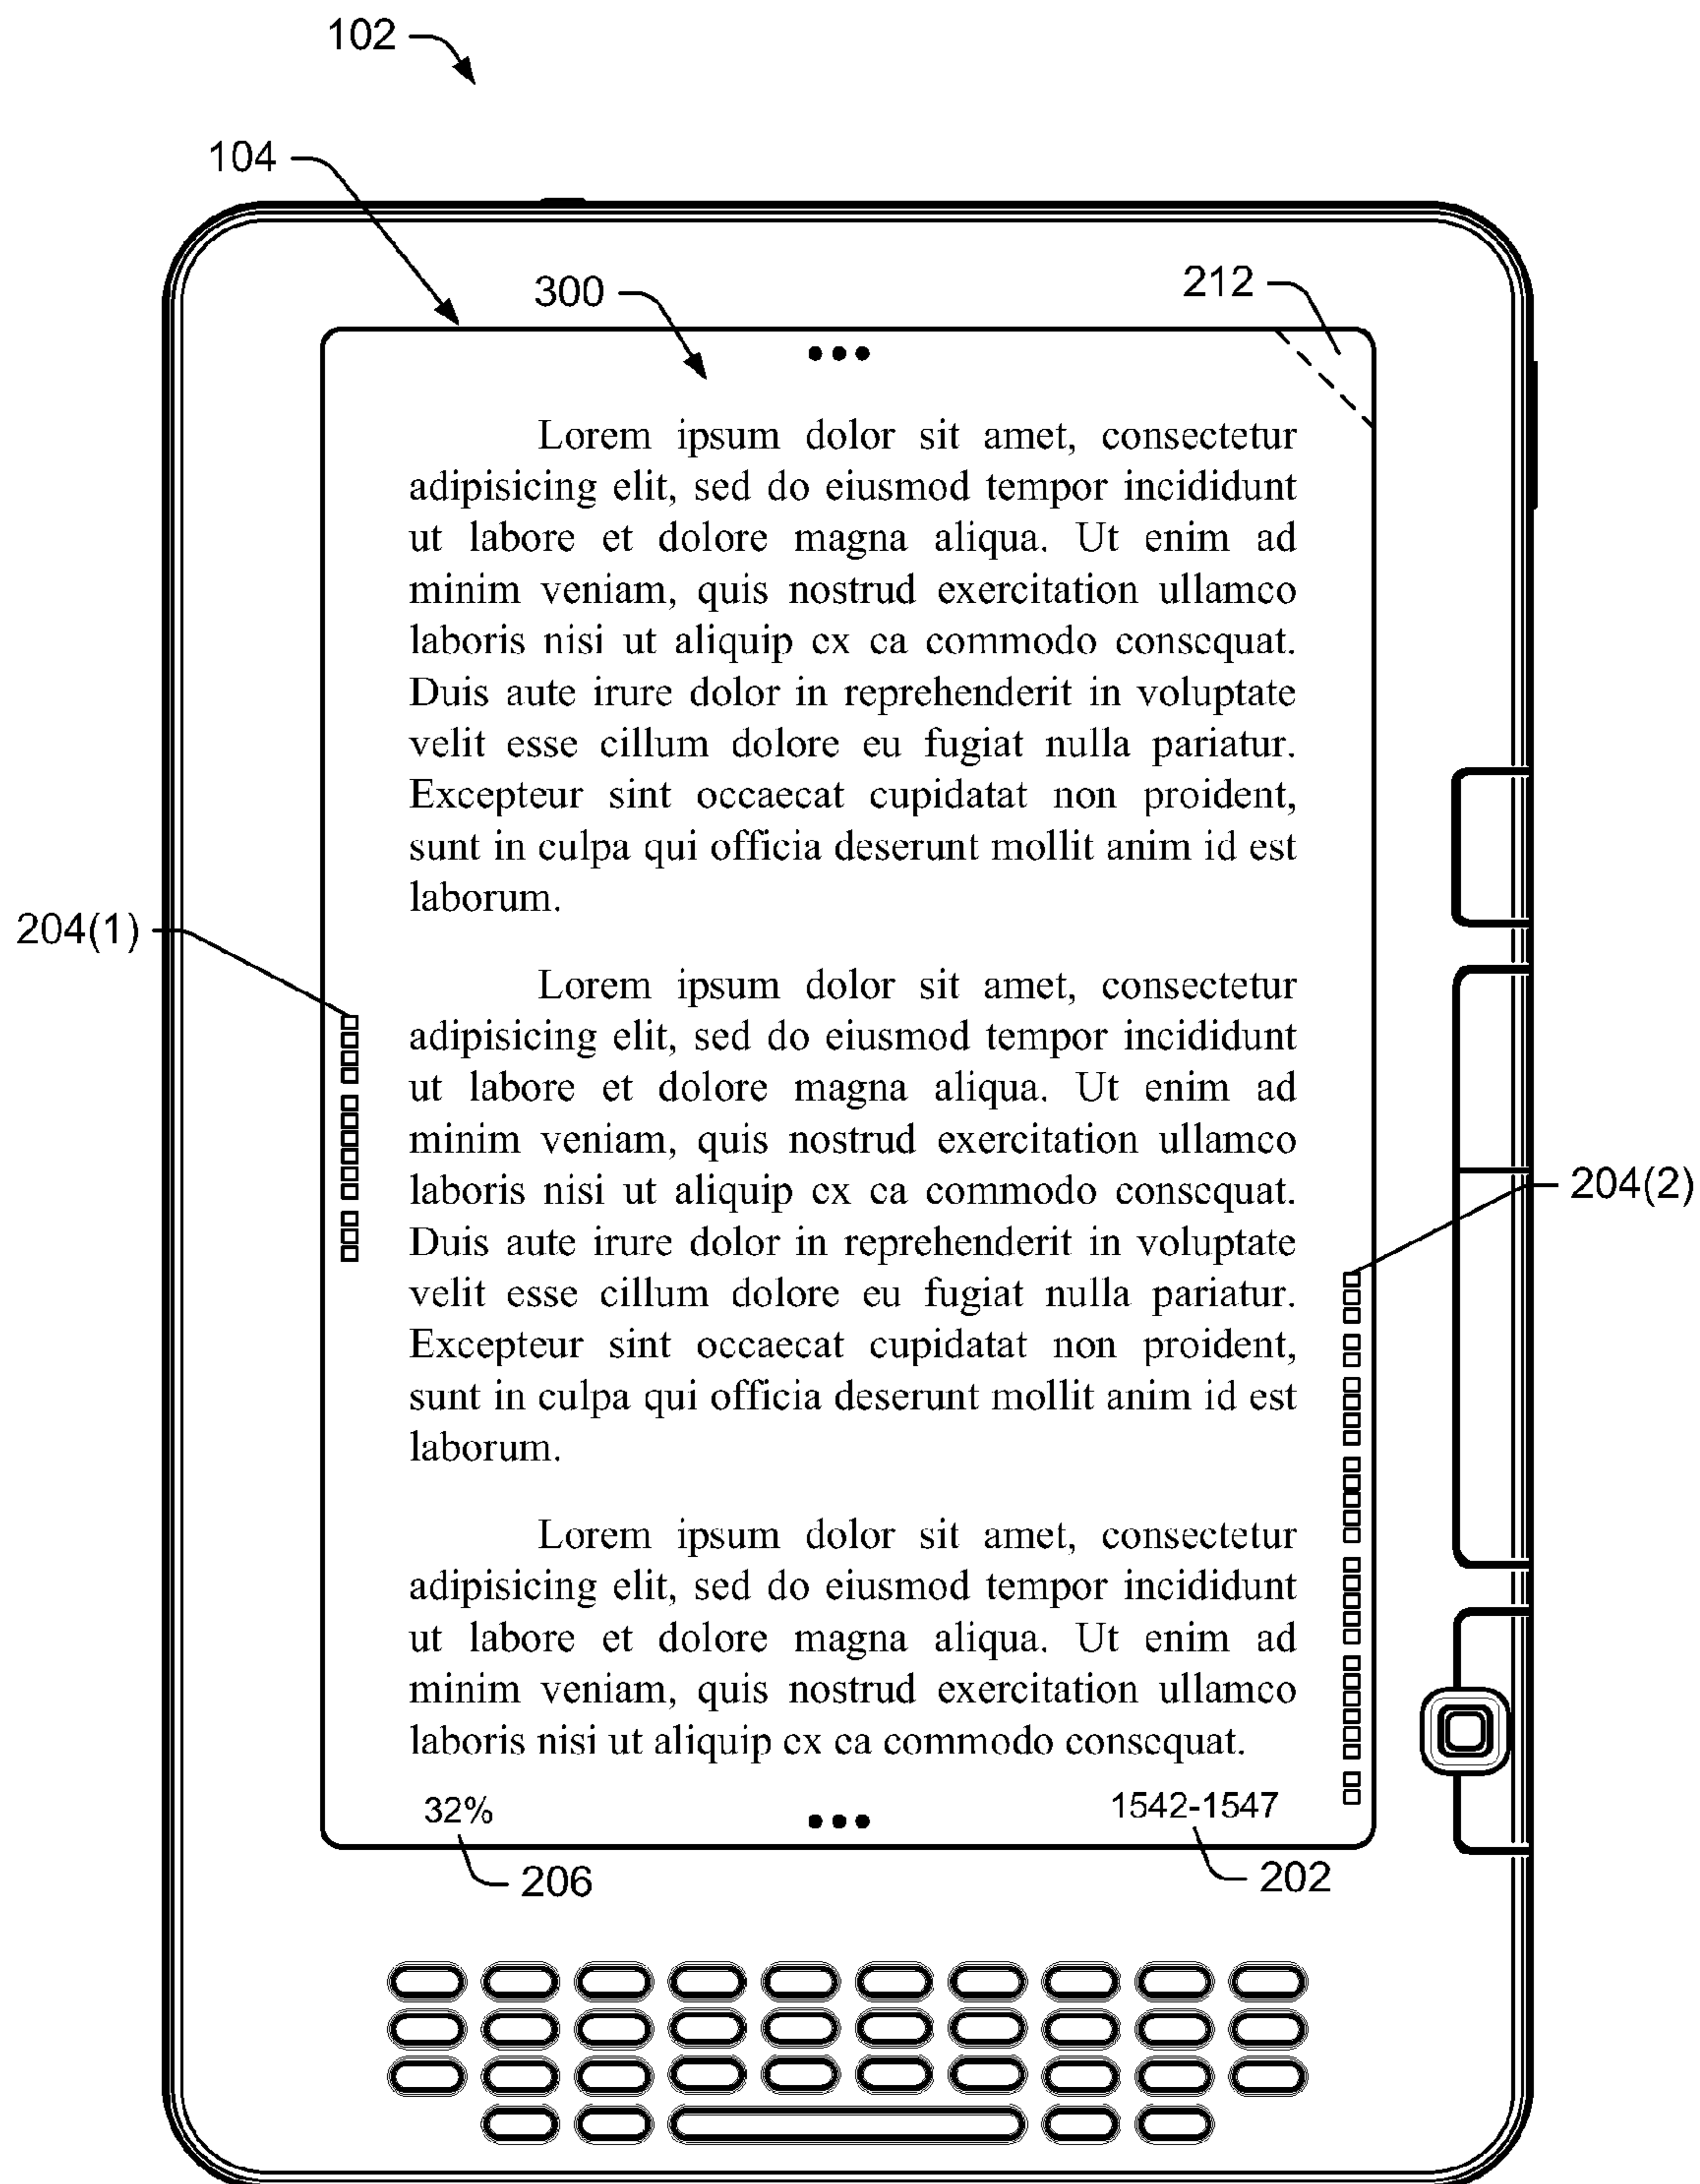 102
104
300
212
Lorem ipsum dolor sit amet, consectetur
adipisicing elit, sed do eiusmod tempor incididunt
ut labore et dolore magna aliqua. Ut enim ad
minim veniam, quis nostrud exercitation ullamco
laboris nisi ut aliquip cx ca commodo conscquat.
Duis aute irure dolor in reprehenderit in voluptate
velit esse cillum dolore eu fugiat nulla pariatur.
Excepteur sint occaecat cupidatat non proident,
sunt in culpa qui officia deserunt mollit anim id est
laborum.
204(1)
Lorem ipsum dolor sit amet, consectetur
adipisicing elit, sed do eiusmod tempor incididunt
ut labore et dolore magna aliqua. Ut enim ad
minim veniam, quis nostrud exercitation ullamco
laboris nisi ut aliquip cx ca commodo conscquat.
204(2)
Duis aute irure dolor in reprehenderit in voluptate
velit esse cillum dolore eu fugiat nulla pariatur.
Excepteur sint occaecat cupidatat non proident,
sunt in culpa qui officia deserunt mollit anim id est
laborum.
Lorem ipsum dolor sit amet, consectetur
adipisicing elit, sed do eiusmod tempor incididunt
ut labore et dolore magna aliqua. Ut enim ad
minim veniam, quis nostrud exercitation ullamco
laboris nisi ut aliquip cx ca commodo conscquat.
32%
1542-1547
206
202